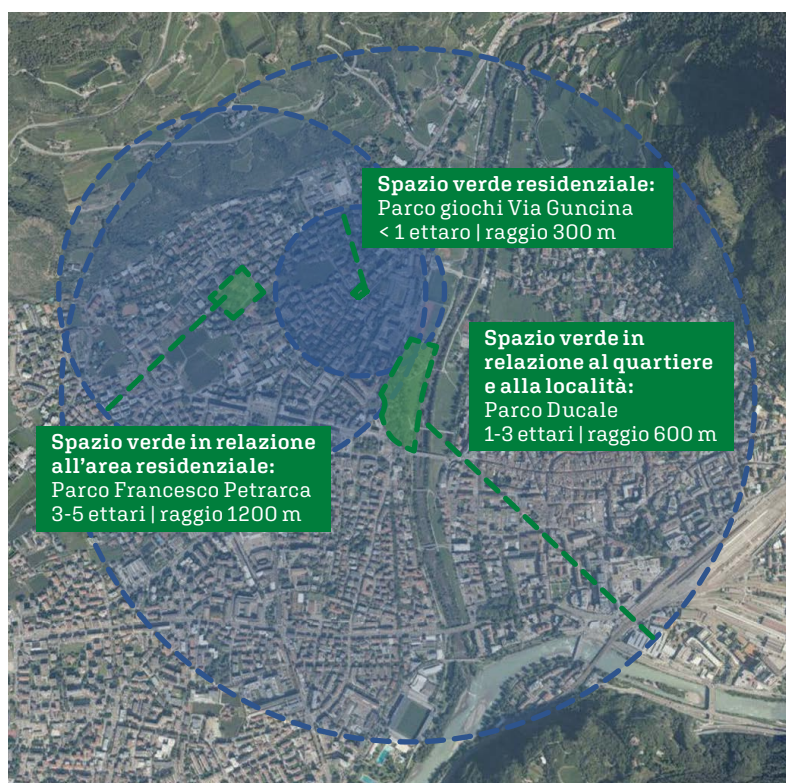 Spazio verde residenziale:
Parco giochi Via Guncina
< 1 ettaro | raggio 300 m
Spazio verde in
relazione al quartiere
e alla località:
Parco Ducale
1-3 ettari | raggio 600 m
Spazio verde in relazione
all'area residenziale:
Parco Francesco Petrarca
3-5 ettari | raggio 1200 m